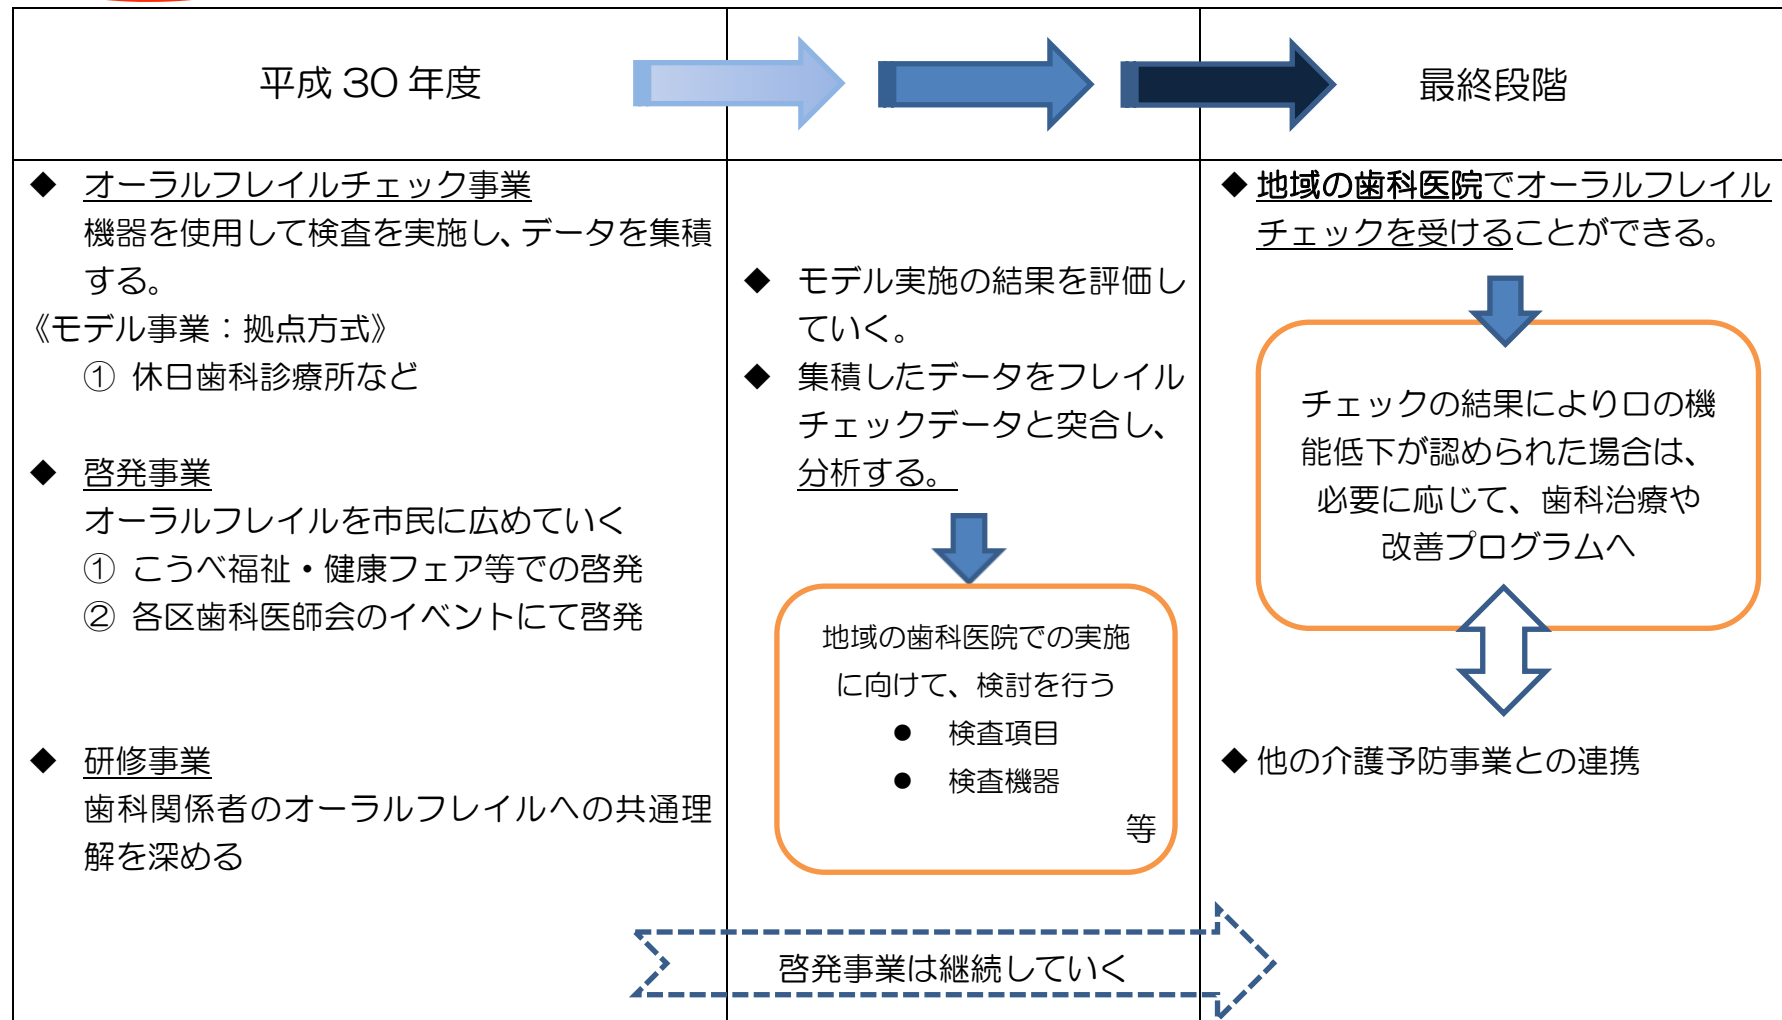 平成 30 年度
最終段階
◆ オーラルフレイルチェック事業
機器を使用して検査を実施し、データを集積
する。
《モデル事業：拠点方式》
① 休日歯科診療所など
◆ 啓発事業
オーラルフレイルを市民に広めていく
① こうべ福祉・健康フェア等での啓発
② 各区歯科医師会のイベントにて啓発
◆ 研修事業
歯科関係者のオーラルフレイルへの共通理
解を深める
◆ モデル実施の結果を評価し
ていく。
◆ 集積したデータをフレイル
チェックデータと突合し、
分析する。
地域の歯科医院での実施
に向けて、検討を行う
● 検査項目
● 検査機器
等
◆ 地域の歯科医院でオーラルフレイル
チェックを受けることができる。
チェックの結果により口の機
能低下が認められた場合は、
必要に応じて、歯科治療や
改善プログラムへ
◆ 他の介護予防事業との連携
啓発事業は継続していく